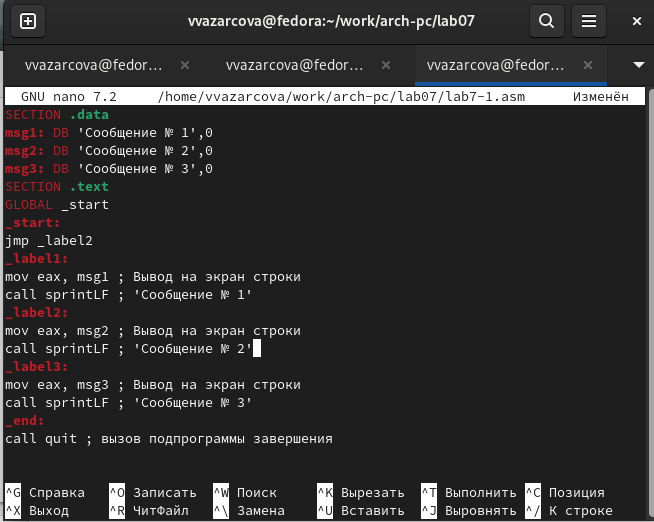 vvazarcova@fedora:~/work/arch-pc/lab07
vvazarcova@fedor... vvazarcova@fedor... vvazarcova@fedor...
GNU nano 7.2 /home/vvazarcova/work/arch-pc/lab07/lab7-1.asm Изменён
SECTION .data
msg1: DB 'Сообщение № 1',0
msg2: DB 'Сообщение № 2',0
msg3: DB 'Сообщение № 3',0
SECTION .text
GLOBAL _start
_start:
jmp _label2
_label1:
mov eax, msg1 ; Вывод на экран строки
call sprintLF ; 'Сообщение № 1'
_label2:
mov eax, msg2 ; Вывод на экран строки
call sprintLF ; 'Сообщение № 2'
_label3:
mov eax, msg3 ; Вывод на экран строки
call sprintLF ; 'Сообщение № 3'
_end:
call quit ; вызов подпрограммы завершения
^G Справка ^O Записать ^W Поиск ^K Вырезать ^T Выполнить ^C Позиция
^X Выход ^R ЧитФайл ^\ Замена ^U Вставить ^J Выровнять ^/ К строке